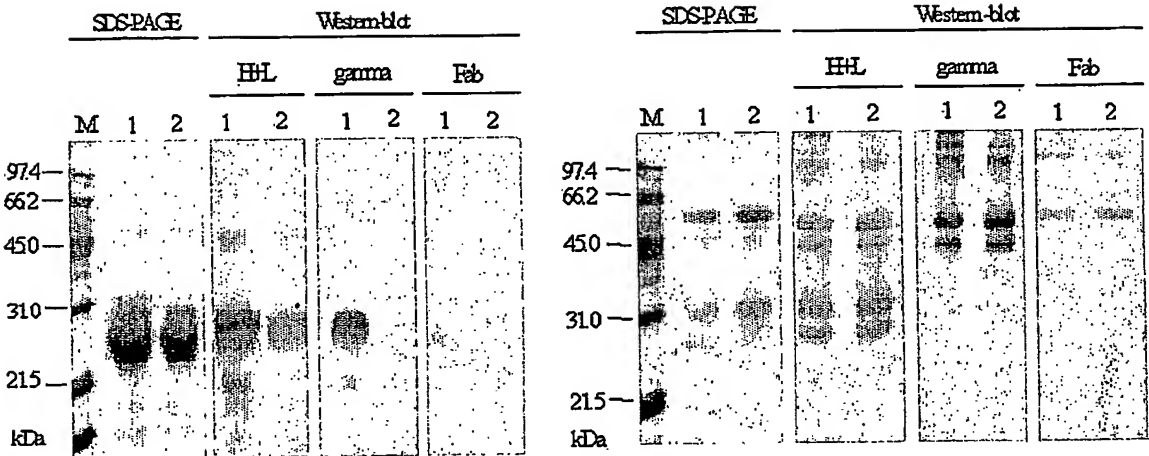 SDS-PAGE Western-blot
H+L gamma Fab
M 1 2 1 2 1 2 1 2
97.4
66.2
45.0
31.0
21.5
kDa
SDS-PAGE Western-blot
H+L gamma Fab
M 1 2 1 2 1 2 1 2
97.4
66.2
45.0
31.0
21.5
kDa